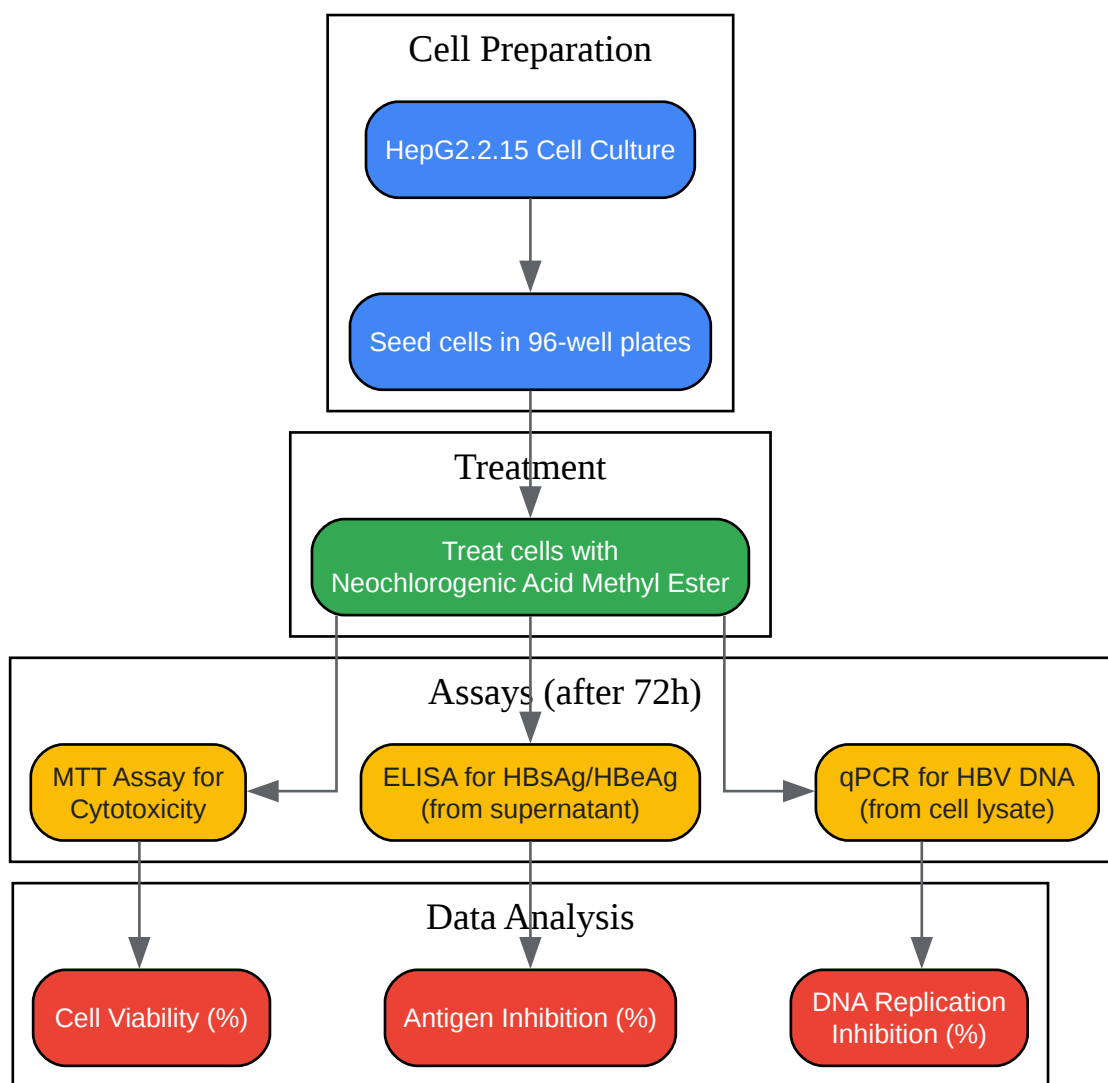 Cell Preparation
HepG2.2.15 Cell Culture
Seed cells in 96-well plates
Treatment
Treat cells with
Neochlorogenic Acid Methyl Ester
Assays (after 72h)
MTT Assay for
Cytotoxicity
ELISA for HBsAg/HBeAg
(from supernatant)
qPCR for HBV DNA
(from cell lysate)
Data Analysis
Cell Viability (%)
Antigen Inhibition (%)
DNA Replication
Inhibition (%)